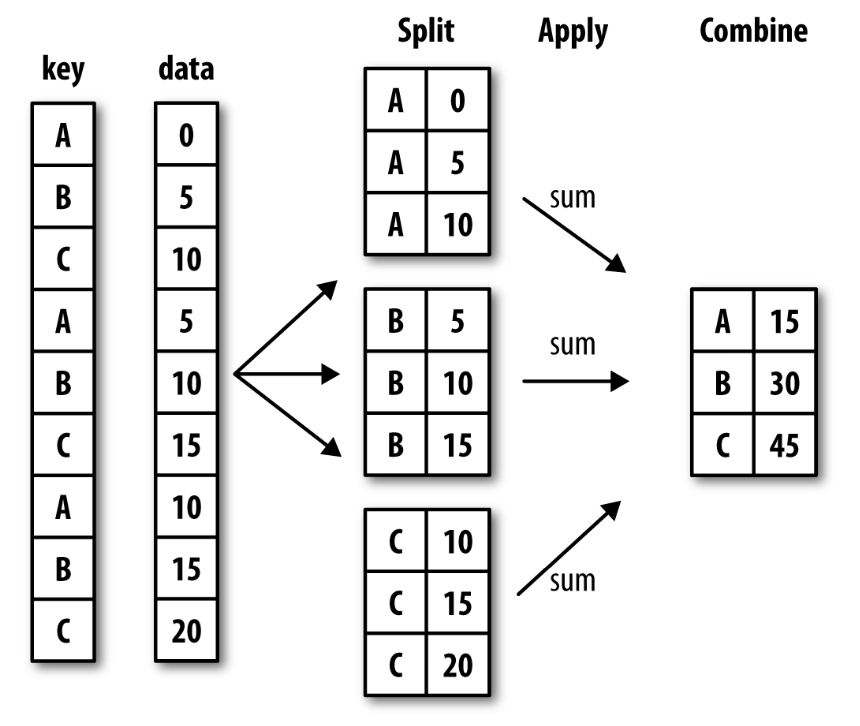 Split Apply Combine
key data
A 0
B 5
C 10
A 5
B 10
C 15
A 10
B 15
C 20
A 0
A 5
A 10
B 5
B 10
B 15
C 10
C 15
C 20
sum
sum
sum
A 15
B 30
C 45